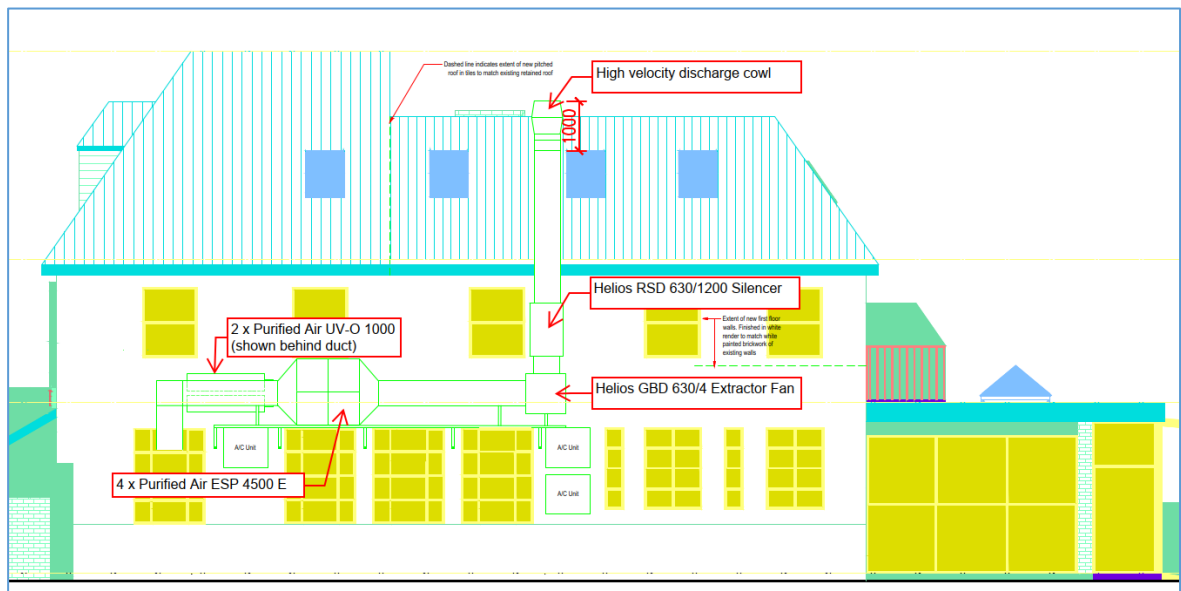 Dashed line indicates extent of new pitched
roof in tiles to match existing retained roof
High velocity discharge cowl
1000
Helios RSD 630/1200 Silencer
2 x Purified Air UV-O 1000
(shown behind duct)
Extent of new first floor
walls. Finished in white
render to match white
painted brickwork of
existing walls
Helios GBD 630/4 Extractor Fan
A/C Unit
A/C Unit
4 x Purified Air ESP 4500 E
A/C Unit